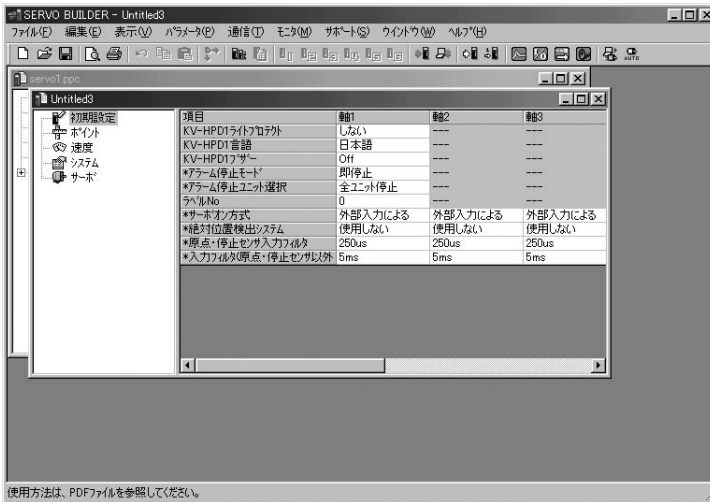 SERVO BUILDER - Untitled3
ファイル(F) 編集(E) 表示(V) パラメータ(P) 通信(T) モニタ(M) サポート(S) ウインドウ(W) ヘルプ(H)
AUTO
servo1.ppc
Untitled3
初期設定
ポイント
速度
システム
サーボ
項目 軸1 軸2 軸3
KV-HPD1ライトプロテクト しない --- ---
KV-HPD1言語 日本語 --- ---
KV-HPD1ブザー Off --- ---
*アラーム停止モード 即停止 --- ---
*アラーム停止ユニット選択 全ユニット停止 --- ---
ラベルNo 0 --- ---
*サーボオン方式 外部入力による 外部入力による 外部入力による
*絶対位置検出システム 使用しない 使用しない 使用しない
*原点・停止センサ入力フィルタ 250us 250us 250us
*入力フィルタ(原点・停止センサ以外 5ms 5ms 5ms
使用方法は、PDFファイルを参照してください。